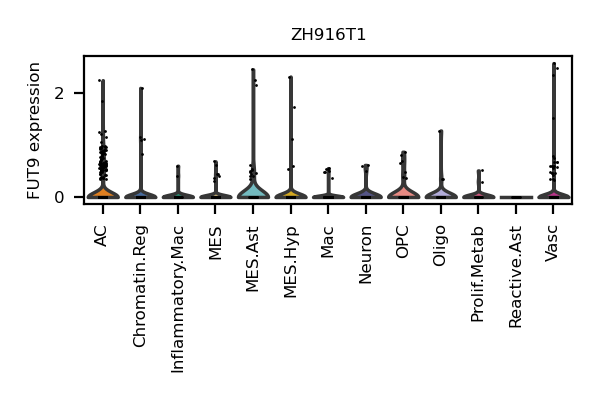 ZH916T1
FUT9 expression
2
0
AC
Chromatin.Reg
Inflammatory.Mac
MES
MES.Ast
MES.Hyp
Mac
Neuron
OPC
Oligo
Prolif.Metab
Reactive.Ast
Vasc